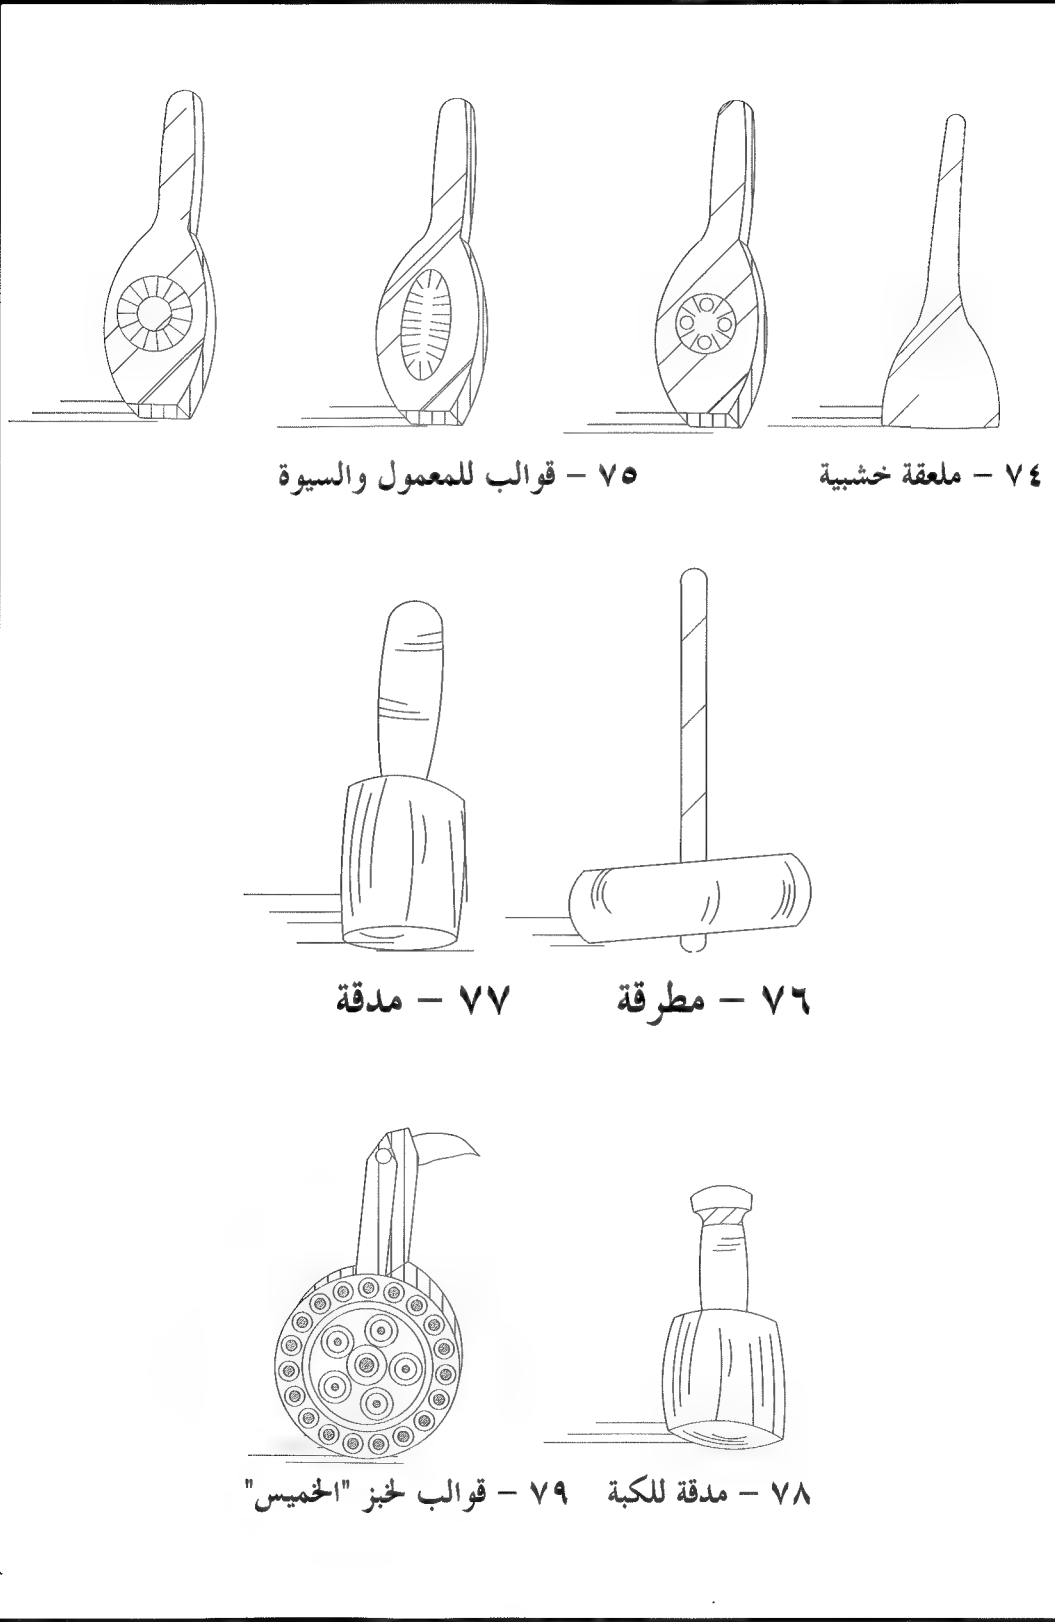 ٧٤ – ملعقة خشبية
٧٥ – قوالب للمعمول والسيوة
٧٦ – مطرقة
٧٧ – مدقة
٧٨ – مدقة للكبة
٧٩ – قوالب لخبز "الخميس"